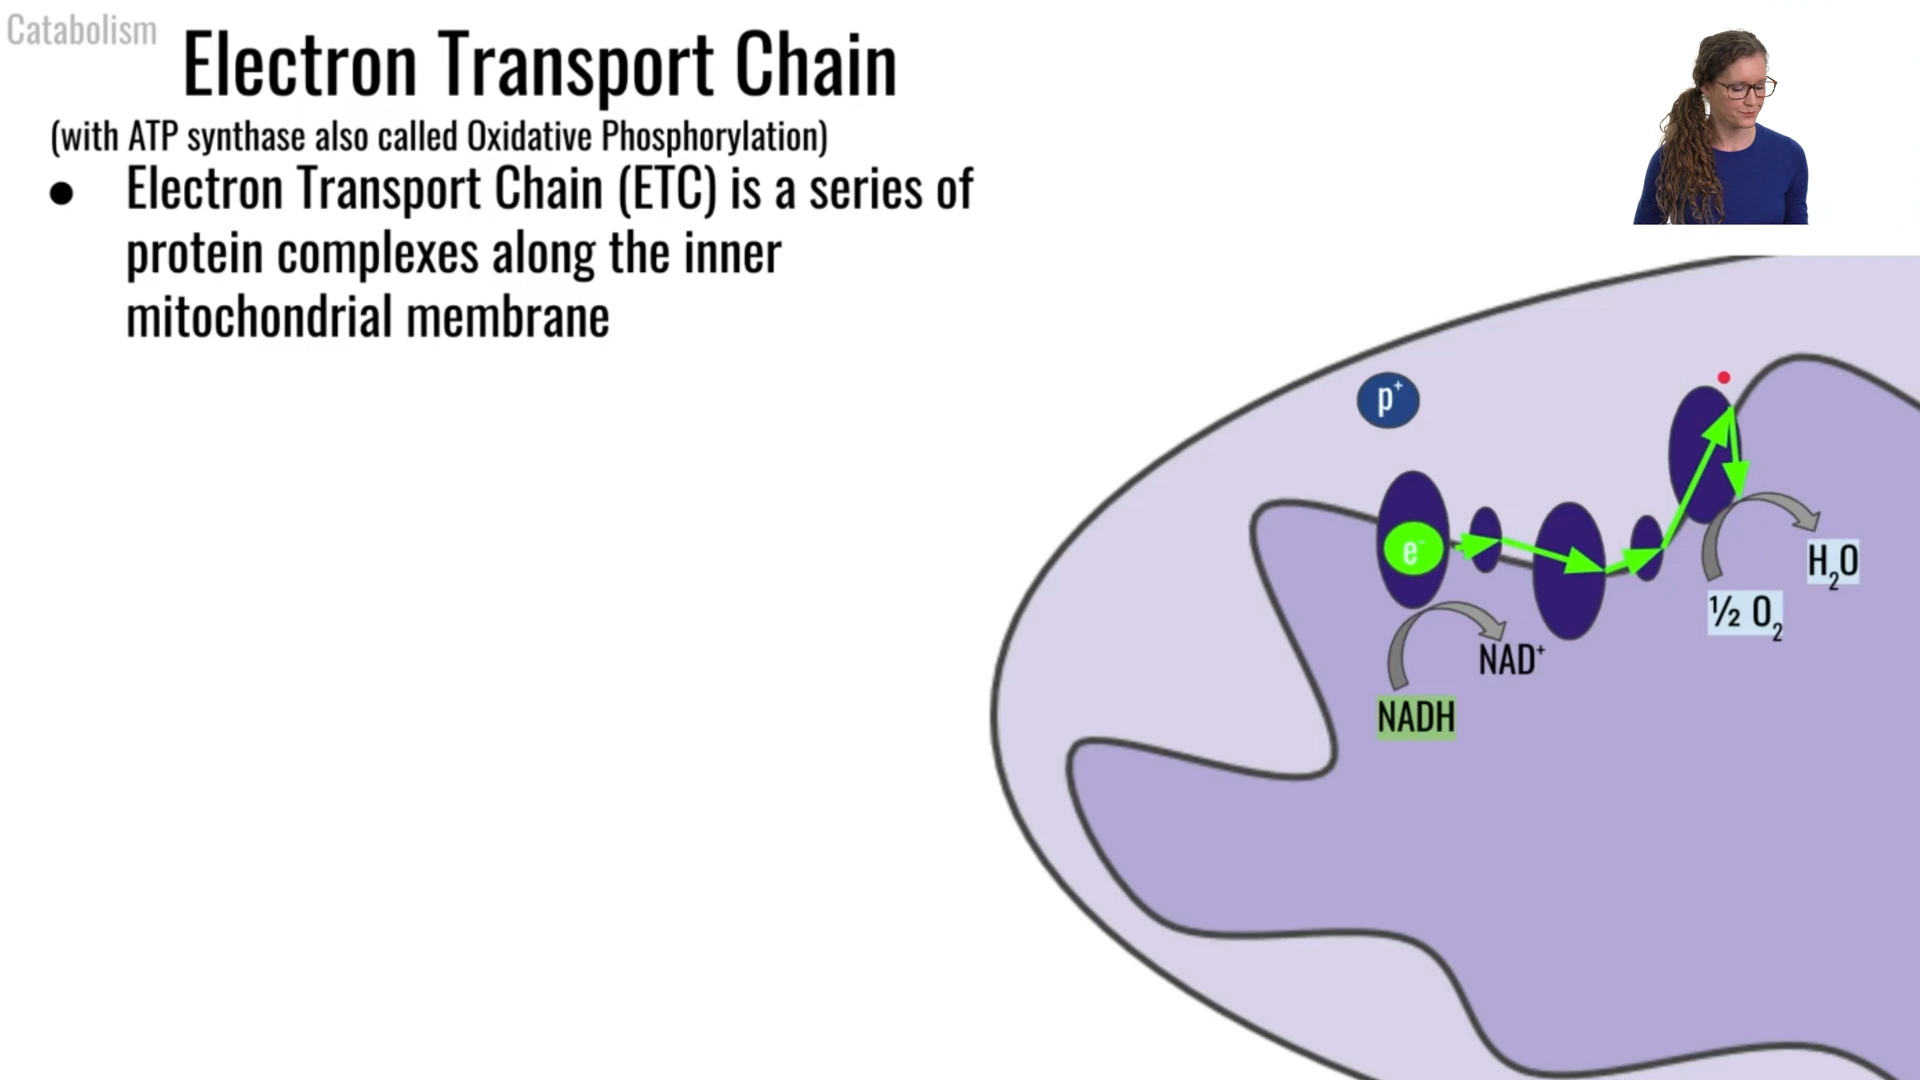 Catabolism
Electron Transport Chain
(with ATP synthase also called Oxidative Phosphorylation)
● Electron Transport Chain (ETC) is a series of
protein complexes along the inner
mitochondrial membrane
p⁺
e⁻
H₂O
½ O₂
NAD⁺
NADH